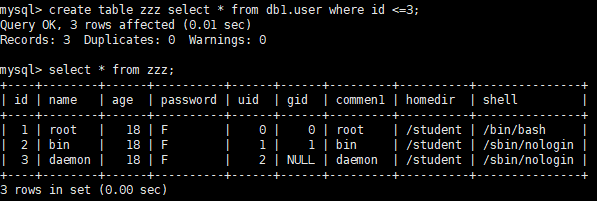 mysql> create table zzz select * from db1.user where id <=3;
Query OK, 3 rows affected (0.01 sec)
Records: 3  Duplicates: 0  Warnings: 0
mysql> select * from zzz;
+----+--------+------+----------+------+------+---------+----------+---------------+
| id | name   | age  | password | uid  | gid  | commen1 | homedir  | shell         |
+----+--------+------+----------+------+------+---------+----------+---------------+
|  1 | root   |   18 | F        |    0 |    0 | root    | /student | /bin/bash     |
|  2 | bin    |   18 | F        |    1 |    1 | bin     | /student | /sbin/nologin |
|  3 | daemon |   18 | F        |    2 | NULL | daemon  | /student | /sbin/nologin |
+----+--------+------+----------+------+------+---------+----------+---------------+
3 rows in set (0.00 sec)